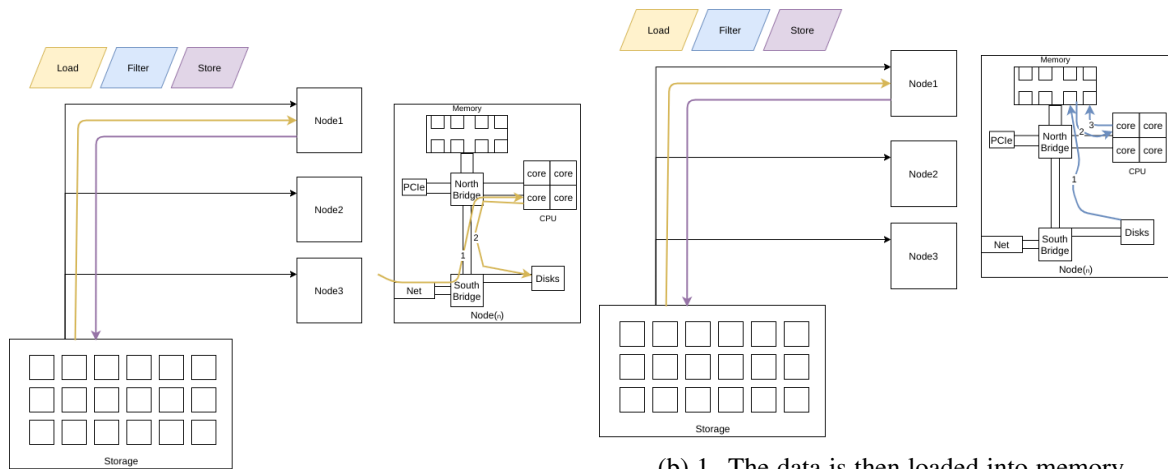 Load
Filter
Store
Node1
Node2
Node3
Storage
Memory
North
Bridge
PCIe
core
core
core
core
CPU
1
2
Net
South
Bridge
Disks
Node(n)
Load
Filter
Store
Node1
Node2
Node3
Storage
Memory
3
2
core
core
core
core
CPU
PCIe
North
Bridge
1
Net
South
Bridge
Disks
Node(n)
(b) 1. The data is then loaded into memory